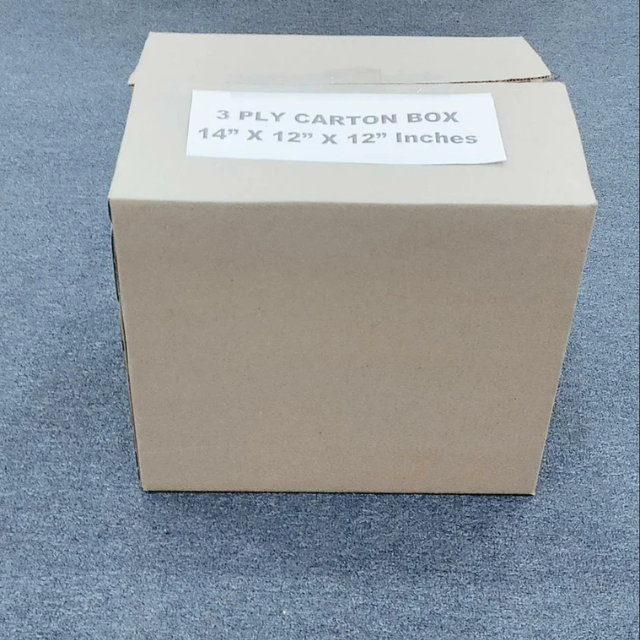 3 PLY CARTON BOX
14” X 12” X 12” Inches